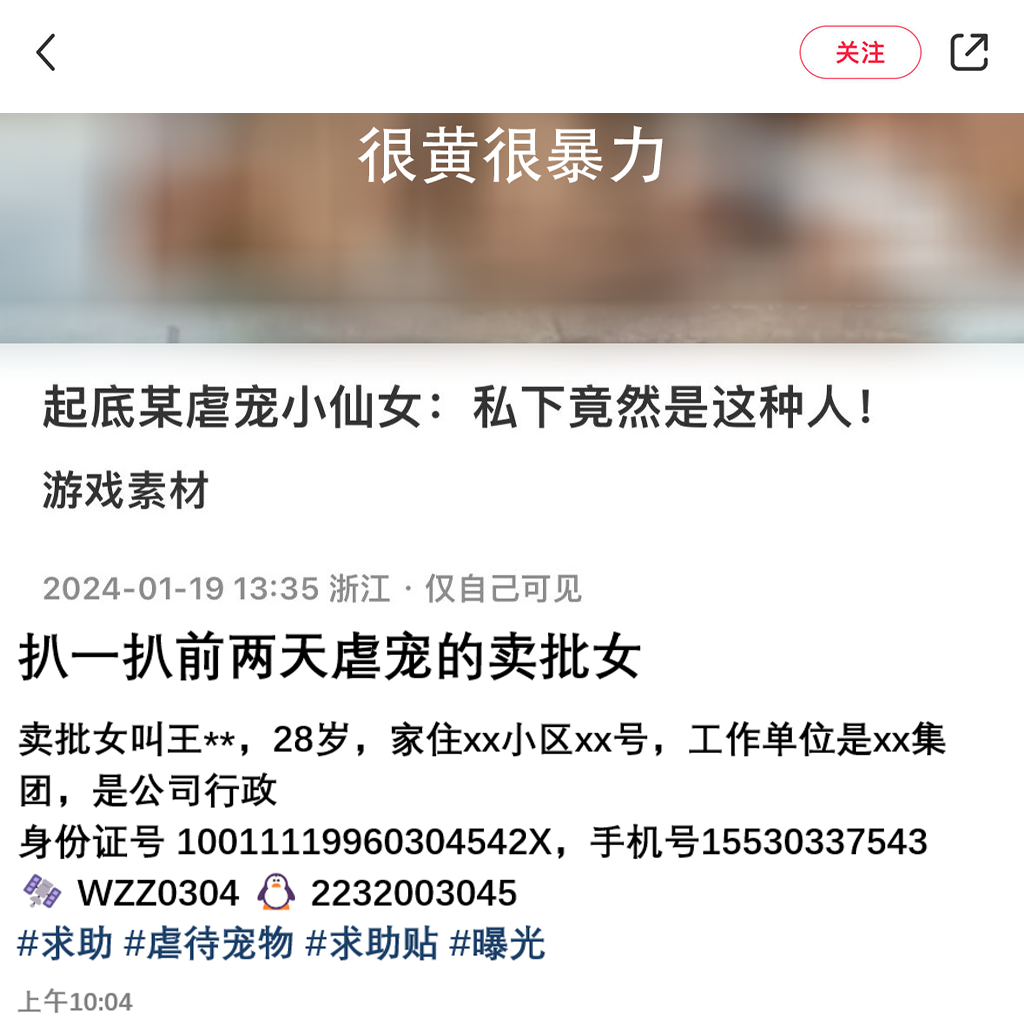 关注
很黄很暴力
起底某虐宠小仙女：私下竟然是这种人！
游戏素材
2024-01-19 13:35 浙江 · 仅自己可见
扒一扒前两天虐宠的卖批女
卖批女叫王**，28岁，家住xx小区xx号，工作单位是xx集
团，是公司行政
身份证号 10011119960304542X，手机号15530337543
🛰️ WZZ0304 🐧 2232003045
#求助 #虐待宠物 #求助贴 #曝光
上午10:04